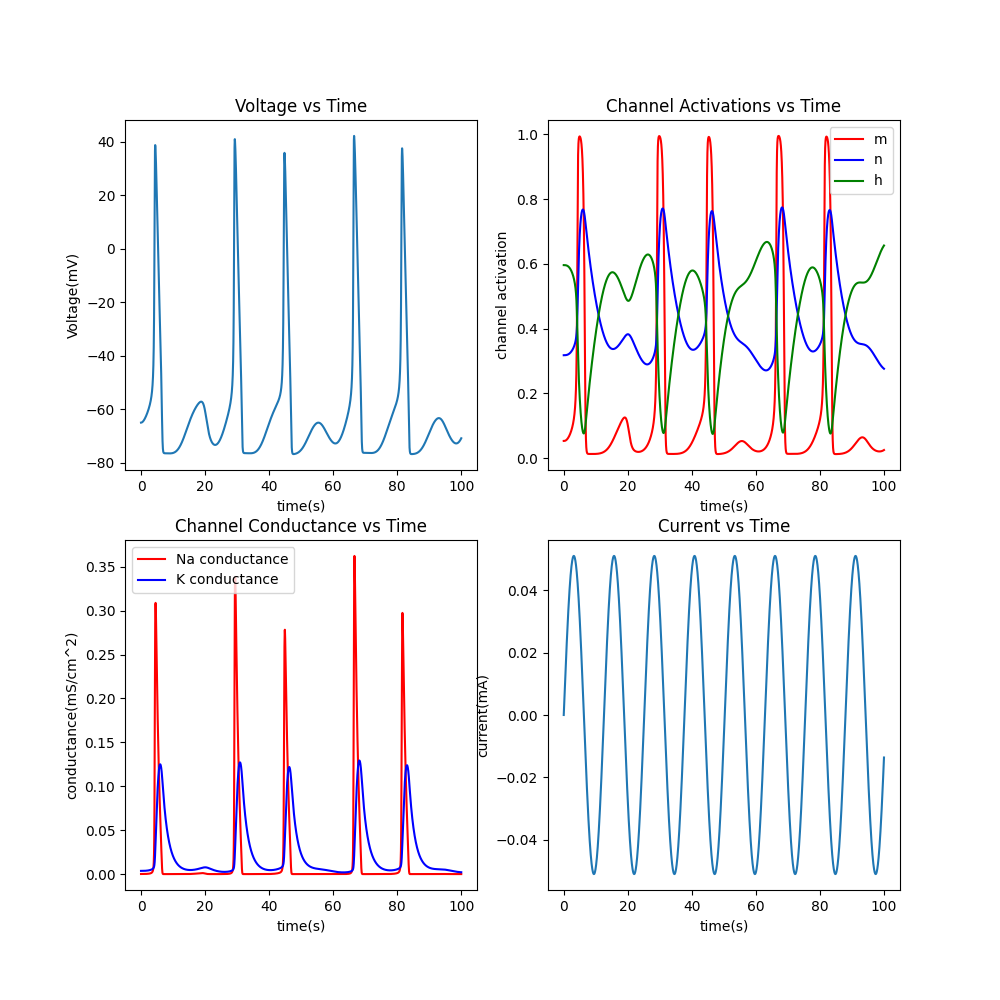 Voltage vs Time
Voltage(mV)
40
20
0
−20
−40
−60
−80
0 20 40 60 80 100
time(s)
Channel Activations vs Time
channel activation
1.0
0.8
0.6
0.4
0.2
0.0
m
n
h
0 20 40 60 80 100
time(s)
Channel Conductance vs Time
conductance(mS/cm^2)
0.35
0.30
0.25
0.20
0.15
0.10
0.05
0.00
Na conductance
K conductance
0 20 40 60 80 100
time(s)
Current vs Time
current(mA)
0.04
0.02
0.00
−0.02
−0.04
0 20 40 60 80 100
time(s)